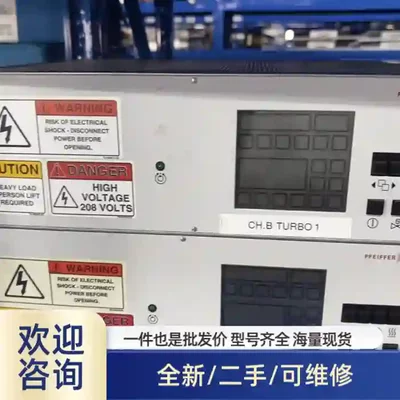 WARNING
RISK OF ELECTRICAL
SHOCK - DISCONNECT
POWER BEFORE
OPENING.
CAUTION
HEAVY LOAD
PERSON LIFT
REQUIRED
DANGER
HIGH
VOLTAGE
208 VOLTS
CH.B TURBO 1
WARNING
RISK OF ELECTRICAL
SHOCK - DISCONNECT
POWER BEFORE
OPENING.
PFEIFFER
DANGER
欢迎
咨询
一件也是批发价 型号齐全 海量现货
全新/二手/可维修